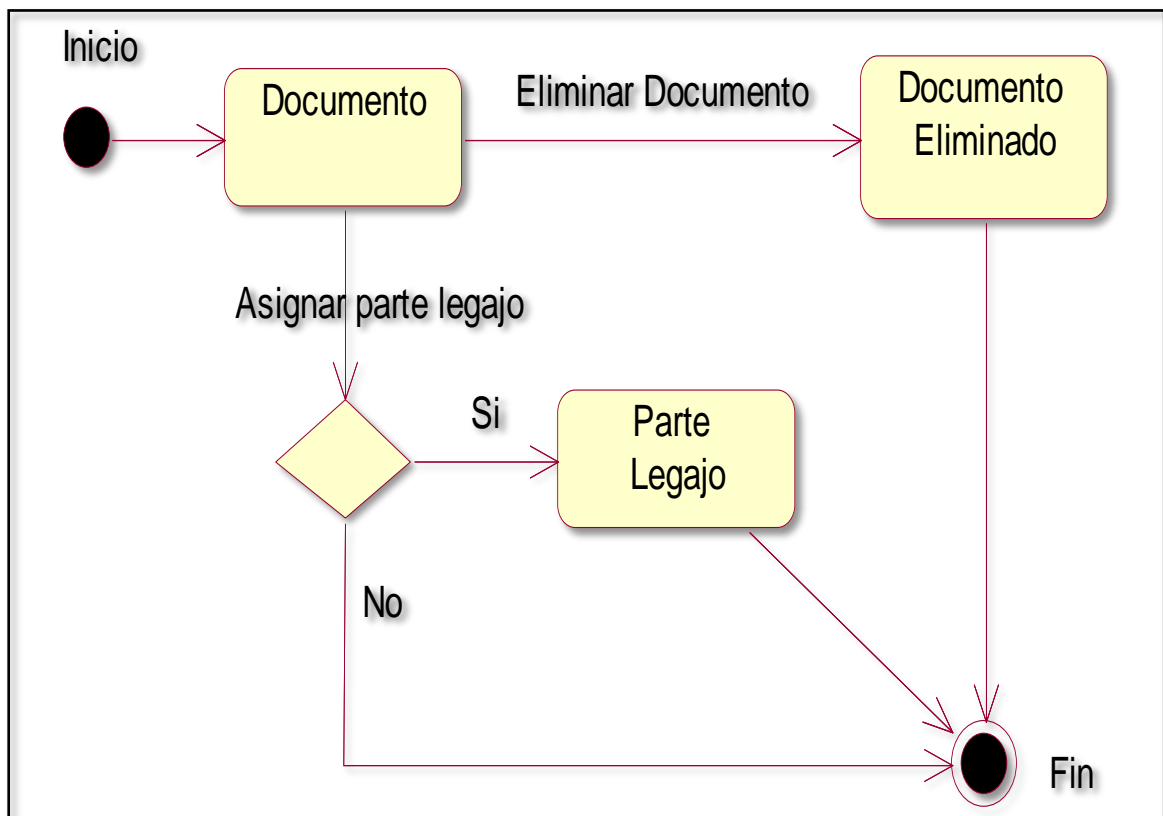 Inicio
Documento
Eliminar Documento
Documento
Eliminado
Asignar parte legajo
Si
Parte
Legajo
No
Fin